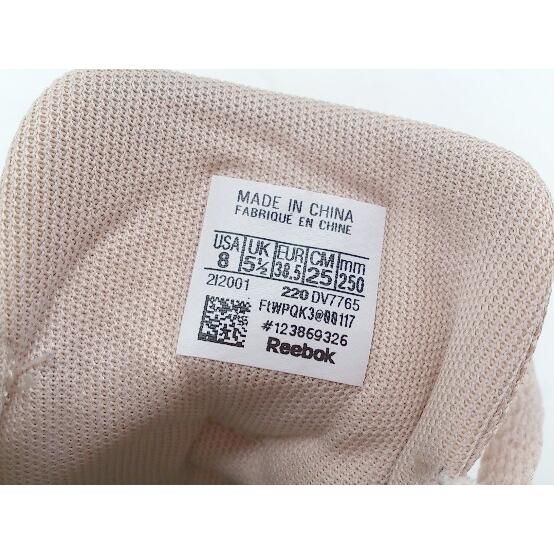 MADE IN CHINA
FABRIQUE EN CHINE
USA UK EUR CM mm
8 5½ 38.5 25 250
2I2001 220 DV7765
FtWPQK3@00117
#123869326
Reebok